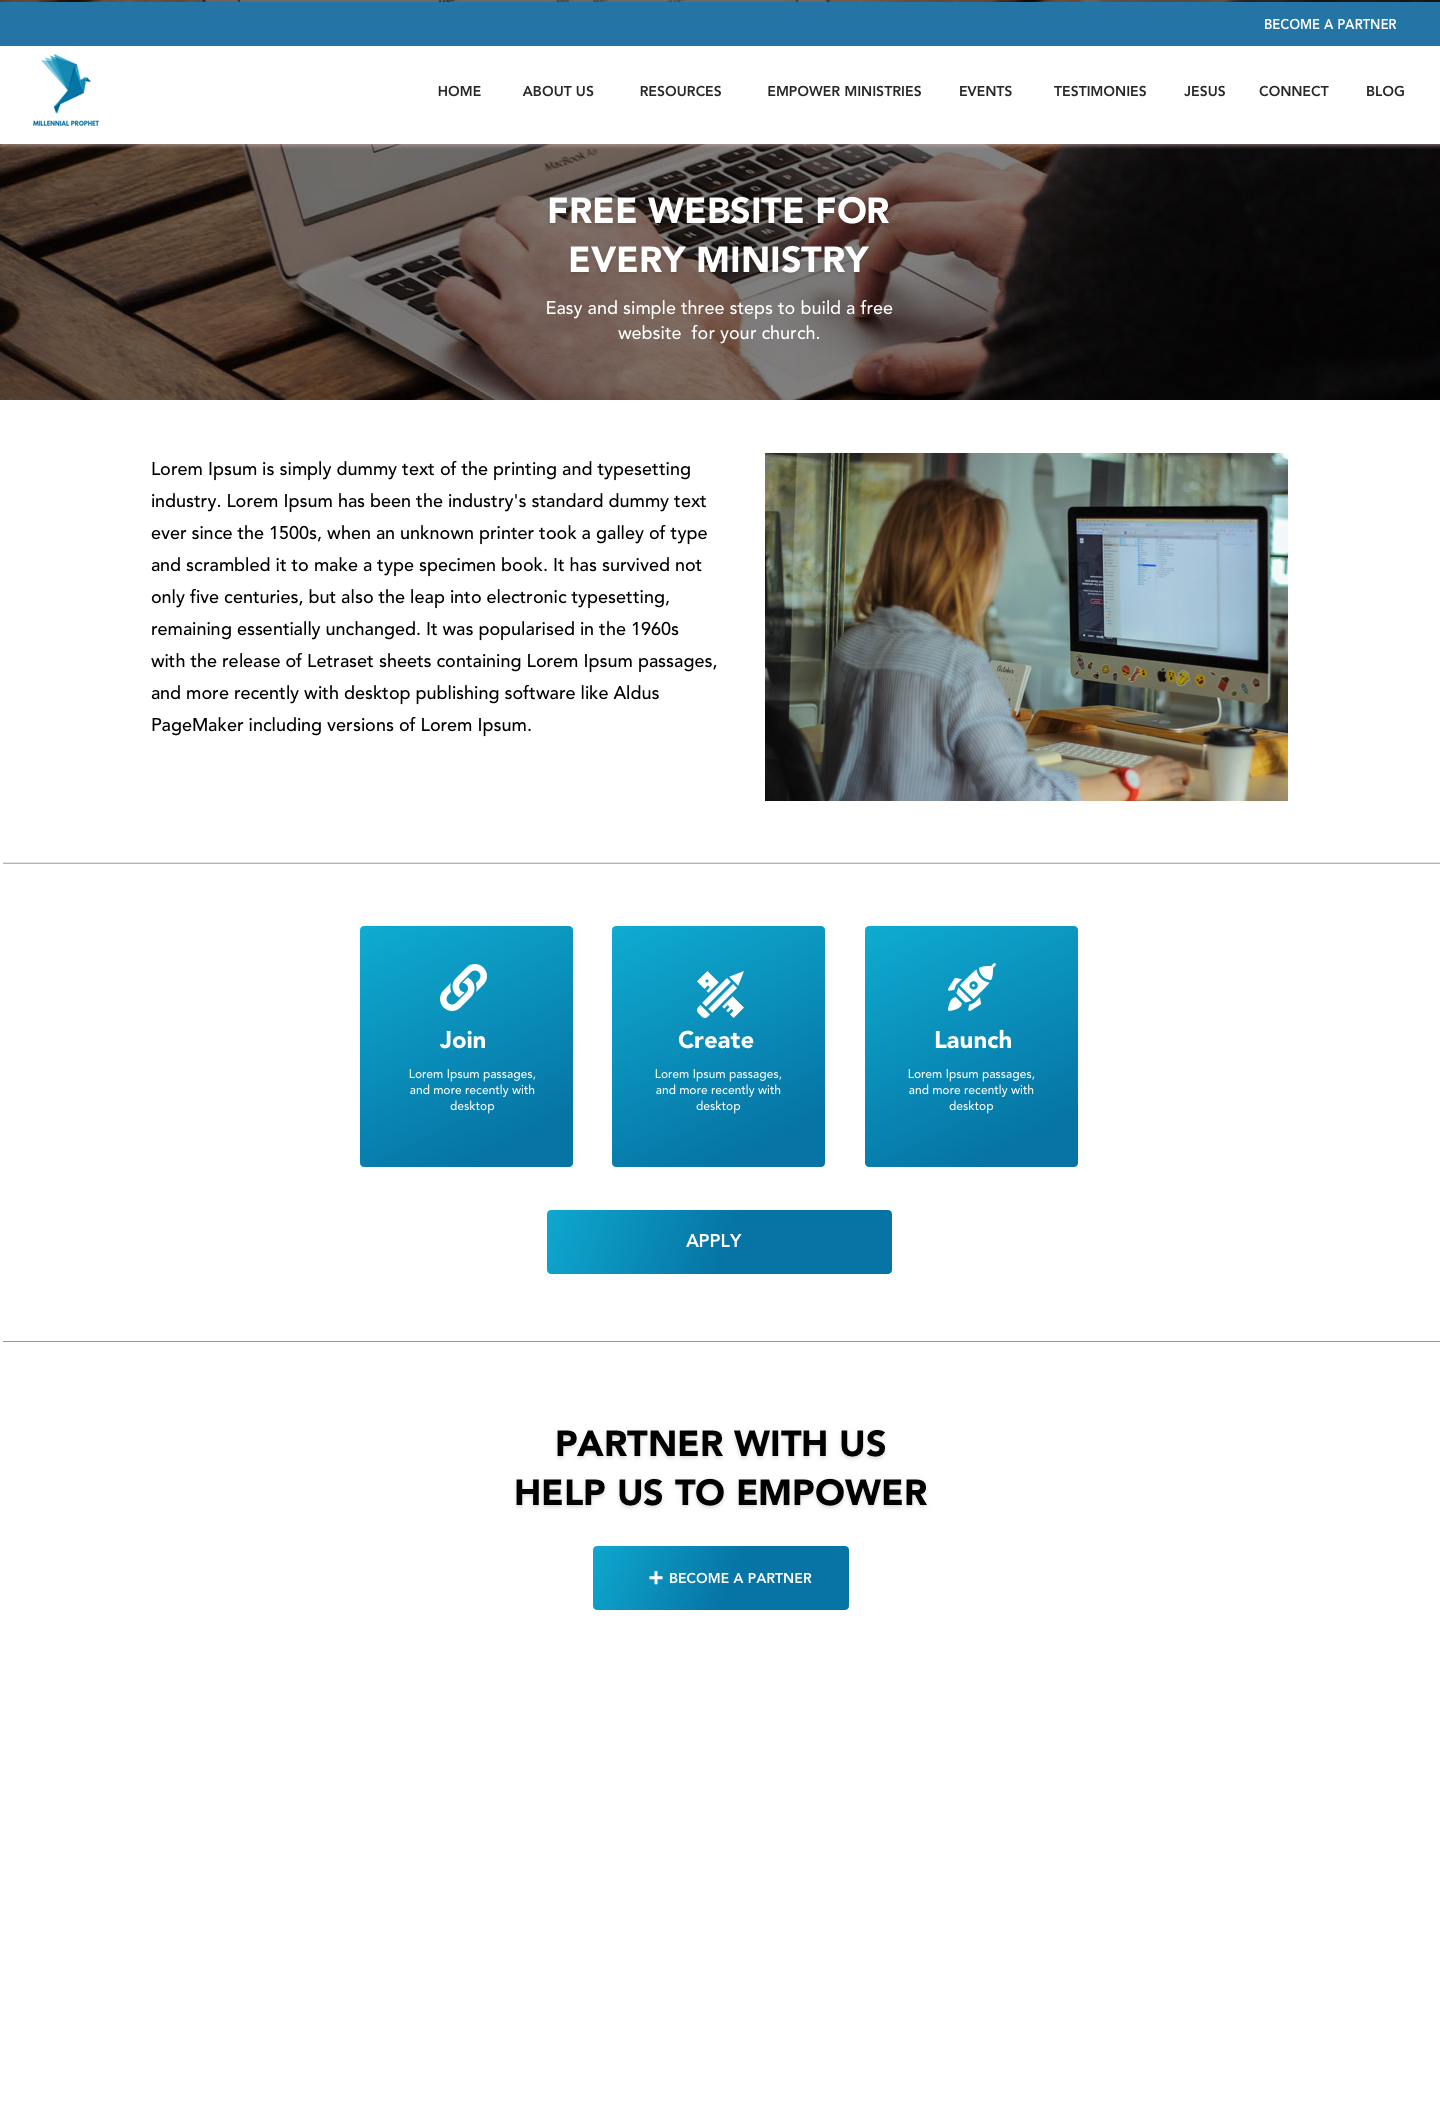 BECOME A PARTNER
MILLENNIAL PROPHET
HOME ABOUT US RESOURCES EMPOWER MINISTRIES EVENTS TESTIMONIES JESUS CONNECT BLOG
MacBook Air
FREE WEBSITE FOR
EVERY MINISTRY
Easy and simple three steps to build a free
website for your church.
Lorem Ipsum is simply dummy text of the printing and typesetting
industry. Lorem Ipsum has been the industry's standard dummy text
ever since the 1500s, when an unknown printer took a galley of type
and scrambled it to make a type specimen book. It has survived not
only five centuries, but also the leap into electronic typesetting,
remaining essentially unchanged. It was popularised in the 1960s
with the release of Letraset sheets containing Lorem Ipsum passages,
and more recently with desktop publishing software like Aldus
PageMaker including versions of Lorem Ipsum.
October
Join
Lorem Ipsum passages,
and more recently with
desktop
Create
Lorem Ipsum passages,
and more recently with
desktop
Launch
Lorem Ipsum passages,
and more recently with
desktop
APPLY
PARTNER WITH US
HELP US TO EMPOWER
BECOME A PARTNER